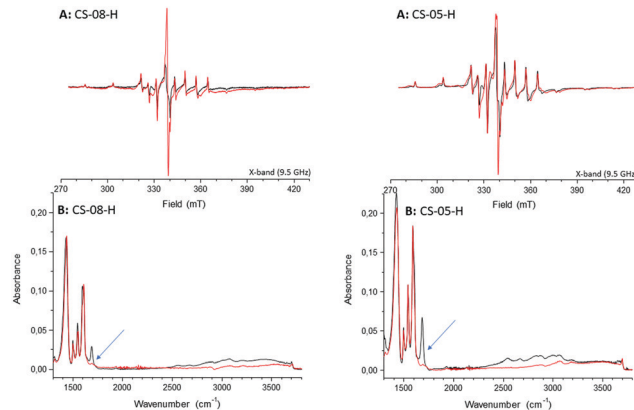 A: CS-08-H
X-band (9.5 GHz)
270 300 330 360 390 420
Field (mT)
A: CS-05-H
X-band (9.5 GHz)
270 300 330 360 390 420
Field (mT)
B: CS-08-H
0,20
0,15
0,10
0,05
0,00
Absorbance
1500 2000 2500 3000 3500
Wavenumber (cm⁻¹)
B: CS-05-H
0,20
0,15
0,10
0,05
0,00
Absorbance
1500 2000 2500 3000 3500
Wavenumber (cm⁻¹)